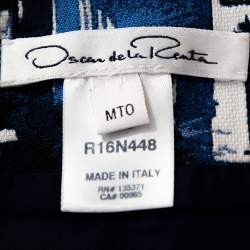 Oscar de la Renta
MTO
R16N448
MADE IN ITALY
RN# 135371
CA# 00965